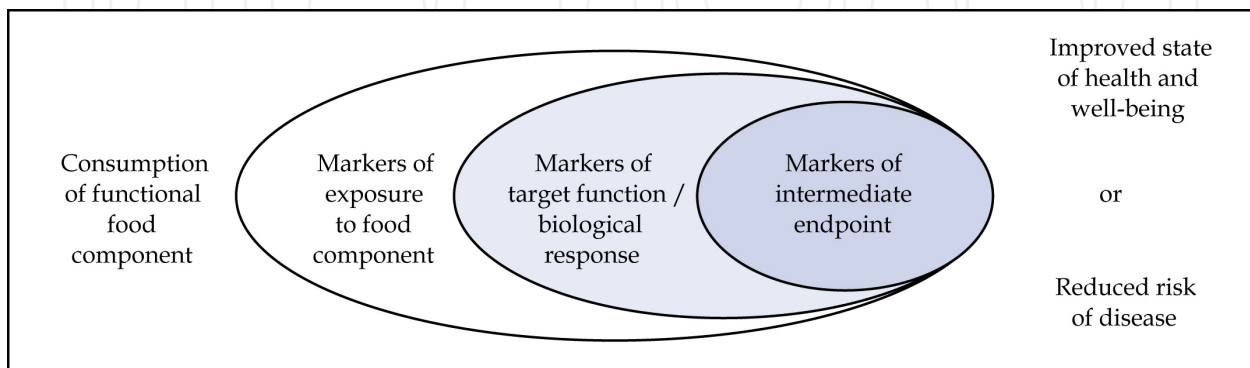 Consumption
of functional
food
component
Markers of
exposure
to food
component
Markers of
target function /
biological
response
Markers of
intermediate
endpoint
Improved state
of health and
well-being
or
Reduced risk
of disease